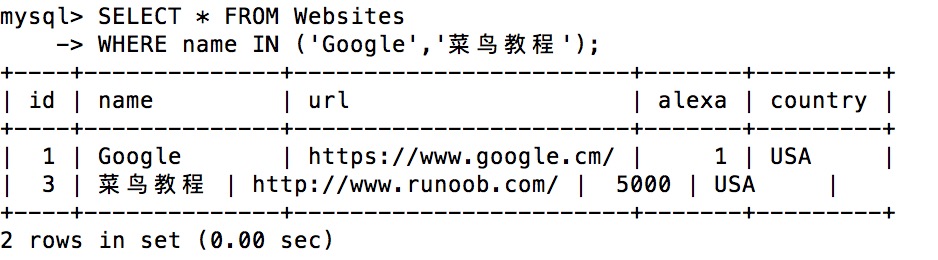 mysql> SELECT * FROM Websites
    -> WHERE name IN ('Google','菜鸟教程');
+----+--------------+-------------------------+-------+---------+
| id | name         | url                     | alexa | country |
+----+--------------+-------------------------+-------+---------+
|  1 | Google       | https://www.google.cm/ |     1 | USA     |
|  3 | 菜鸟教程 | http://www.runoob.com/ |  5000 | USA     |
+----+--------------+-------------------------+-------+---------+
2 rows in set (0.00 sec)